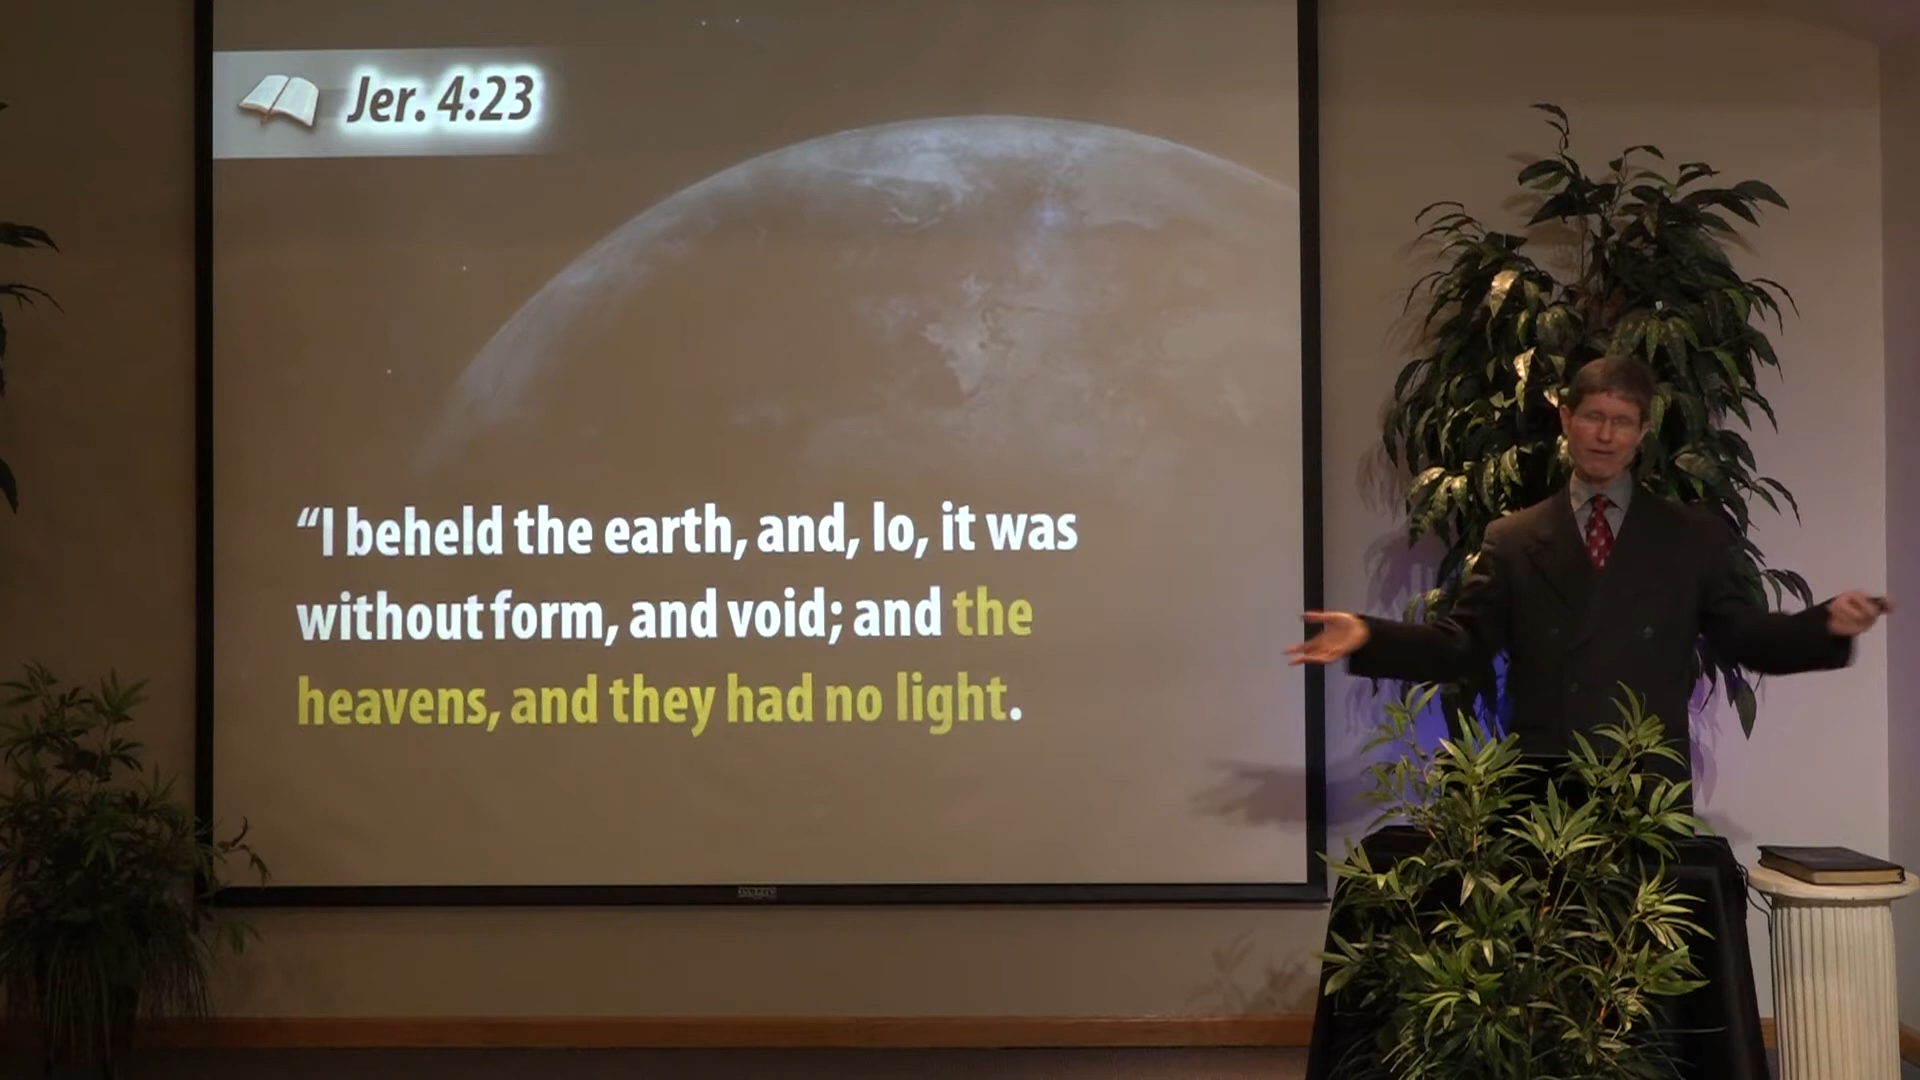 Jer. 4:23
“I beheld the earth, and, lo, it was
without form, and void; and the
heavens, and they had no light.